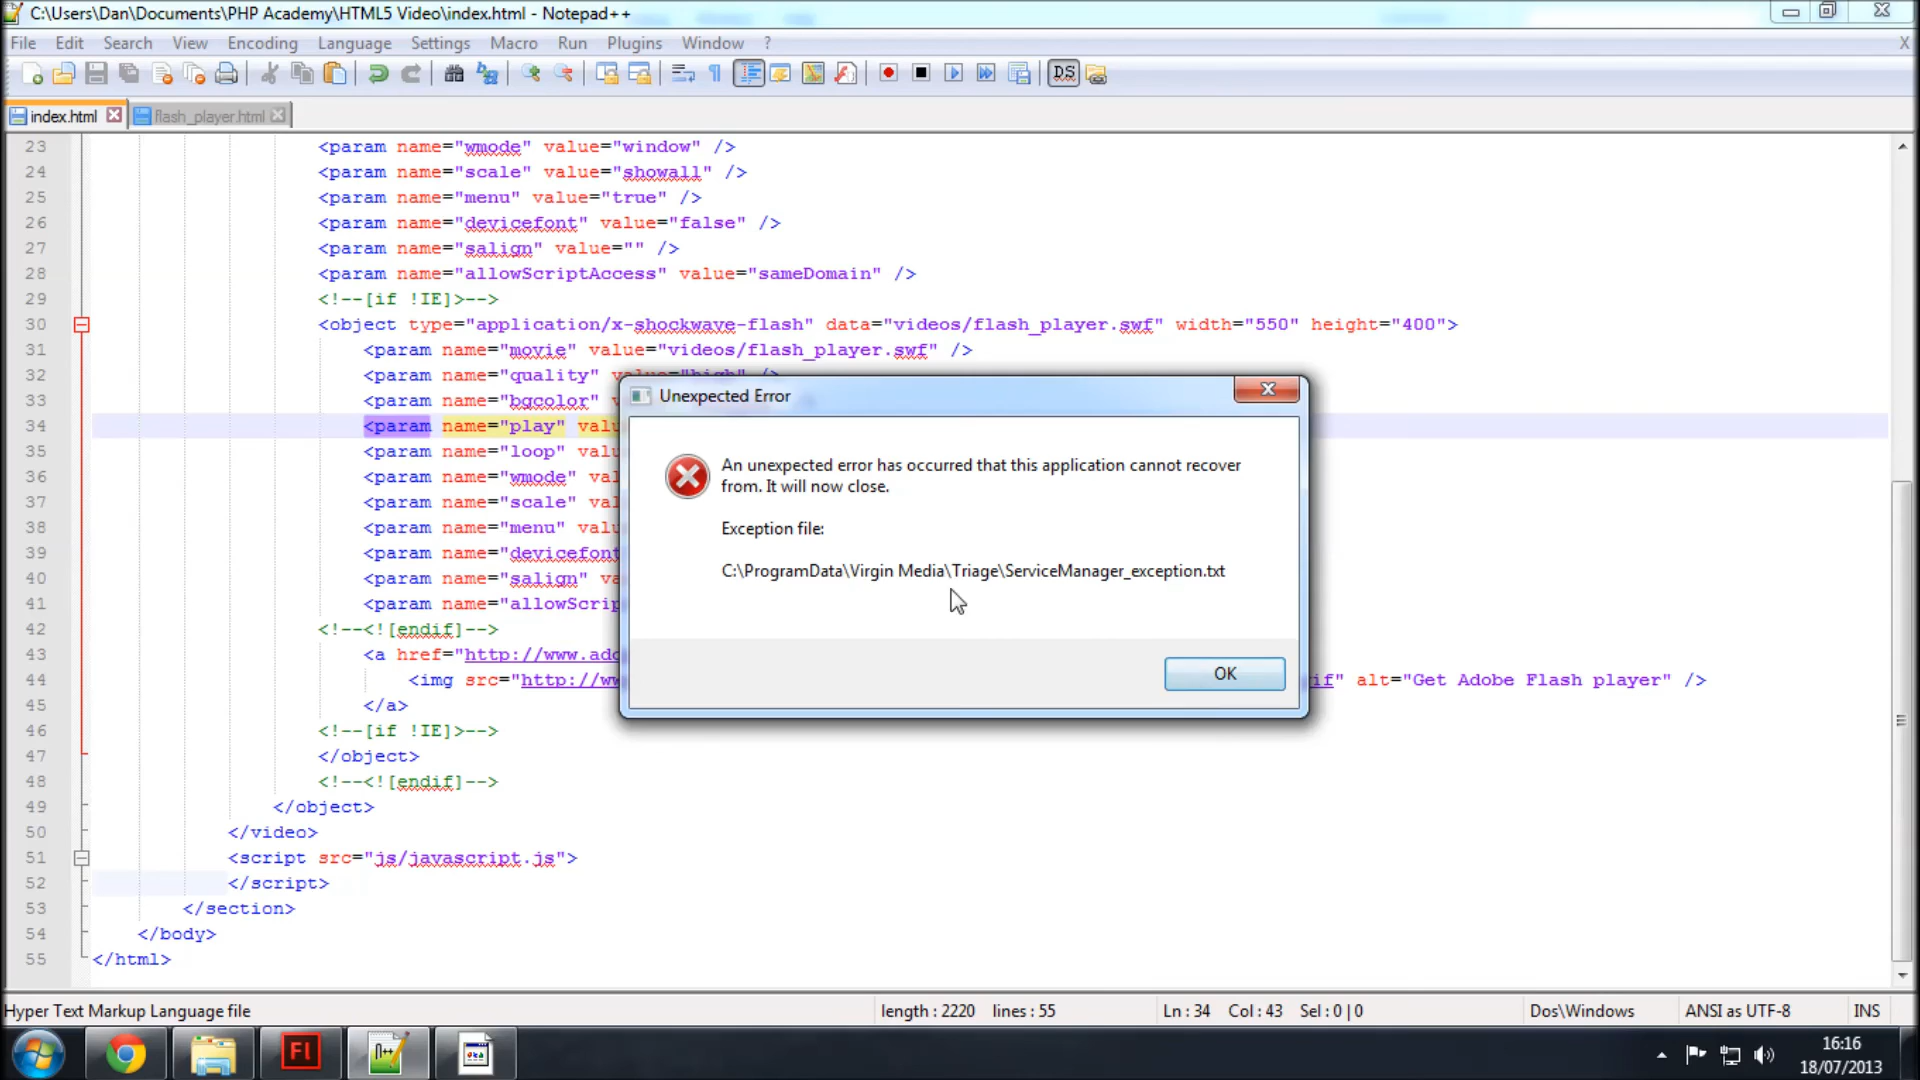 C:\Users\Dan\Documents\PHP Academy\HTML5 Video\index.html - Notepad++
File Edit Search View Encoding Language Settings Macro Run Plugins Window ? X
DS
index.html flash_player.html
23 <param name="wmode" value="window" />
24 <param name="scale" value="showall" />
25 <param name="menu" value="true" />
26 <param name="devicefont" value="false" />
27 <param name="salign" value="" />
28 <param name="allowScriptAccess" value="sameDomain" />
29 <!--[if !IE]>-->
30 <object type="application/x-shockwave-flash" data="videos/flash_player.swf" width="550" height="400">
31 <param name="movie" value="videos/flash_player.swf" />
32 <param name="quality" value="high" />
33 <param name="bgcolor"
34 <param name="play" valu
35 <param name="loop" valu
36 <param name="wmode" va
37 <param name="scale" va
38 <param name="menu" valu
39 <param name="devicefont
40 <param name="salign" va
41 <param name="allowScrip
42 <!--<![endif]-->
43 <a href="http://www.ado
44 <img src="http://ww if" alt="Get Adobe Flash player" />
45 </a>
46 <!--[if !IE]>-->
47 </object>
48 <!--<![endif]-->
49 </object>
50 </video>
51 <script src="js/javascript.js">
52 </script>
53 </section>
54 </body>
55 </html>
Unexpected Error
An unexpected error has occurred that this application cannot recover
from. It will now close.
Exception file:
C:\ProgramData\Virgin Media\Triage\ServiceManager_exception.txt
OK
Hyper Text Markup Language file length : 2220 lines : 55 Ln : 34 Col : 43 Sel : 0 | 0 Dos\Windows ANSI as UTF-8 INS
Fl
16:16
18/07/2013